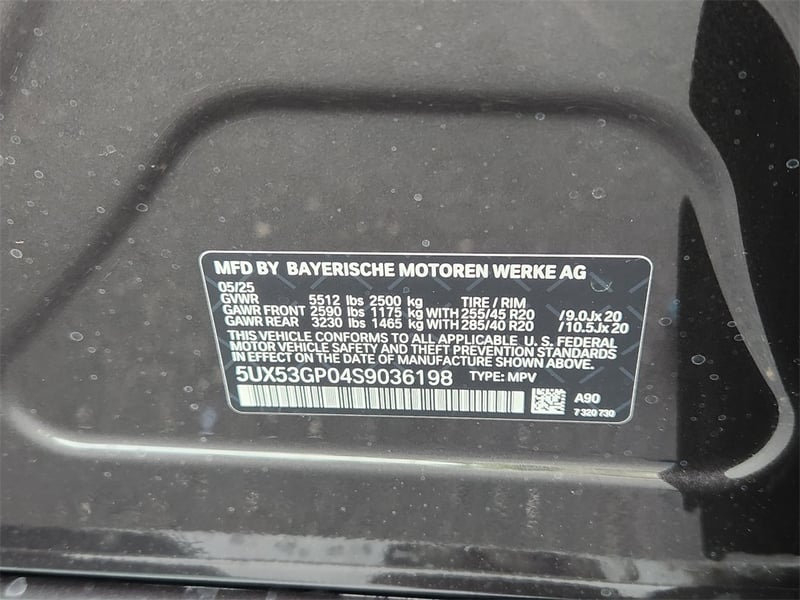 MFD BY BAYERISCHE MOTOREN WERKE AG
05/25
GVWR 5512 lbs 2500 kg TIRE / RIM
GAWR FRONT 2590 lbs 1175 kg WITH 255/45 R20 /9.0Jx20
GAWR REAR 3230 lbs 1465 kg WITH 285/40 R20 /10.5Jx20
THIS VEHICLE CONFORMS TO ALL APPLICABLE U. S. FEDERAL
MOTOR VEHICLE SAFETY AND THEFT PREVENTION STANDARDS
IN EFFECT ON THE DATE OF MANUFACTURE SHOWN ABOVE.
5UX53GP04S9036198 TYPE: MPV
A90
7 320 730